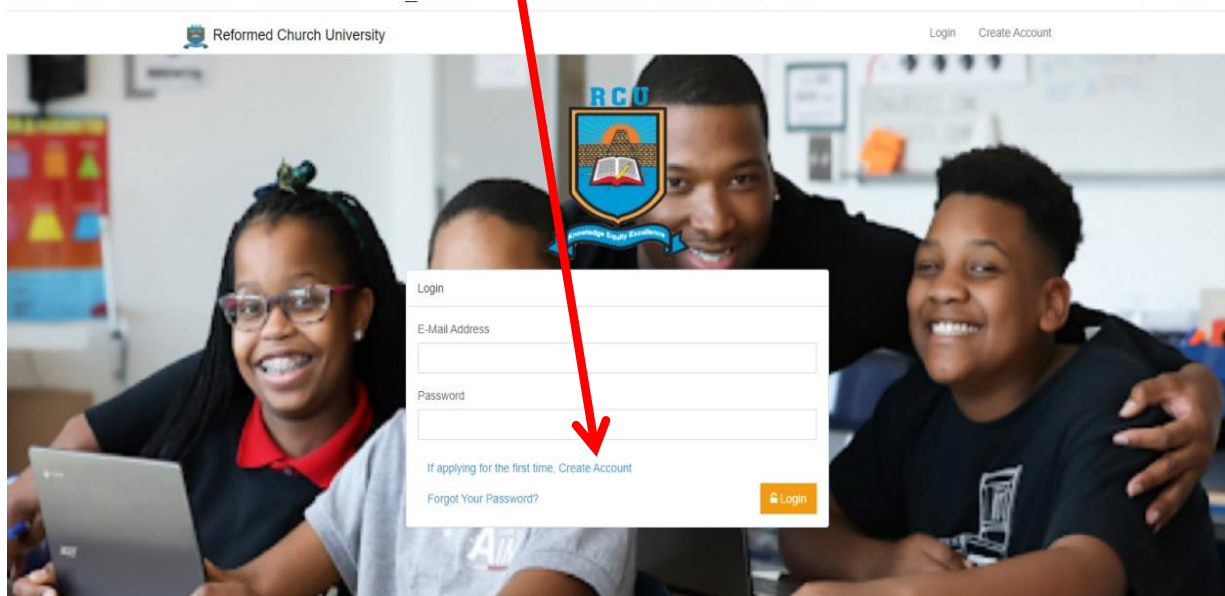 Reformed Church University
Login
Create Account
RCU
Knowledge Equity Excellence
Login
E-Mail Address
Password
If applying for the first time, Create Account
Forgot Your Password?
Login